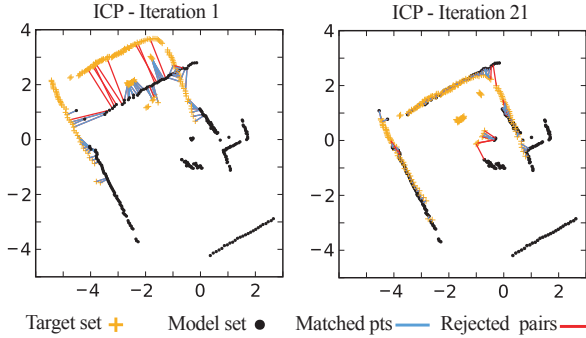 ICP - Iteration 1
ICP - Iteration 21
4
2
0
−2
−4
−4 −2 0 2
4
2
0
−2
−4
−4 −2 0 2
Target set Model set Matched pts Rejected pairs